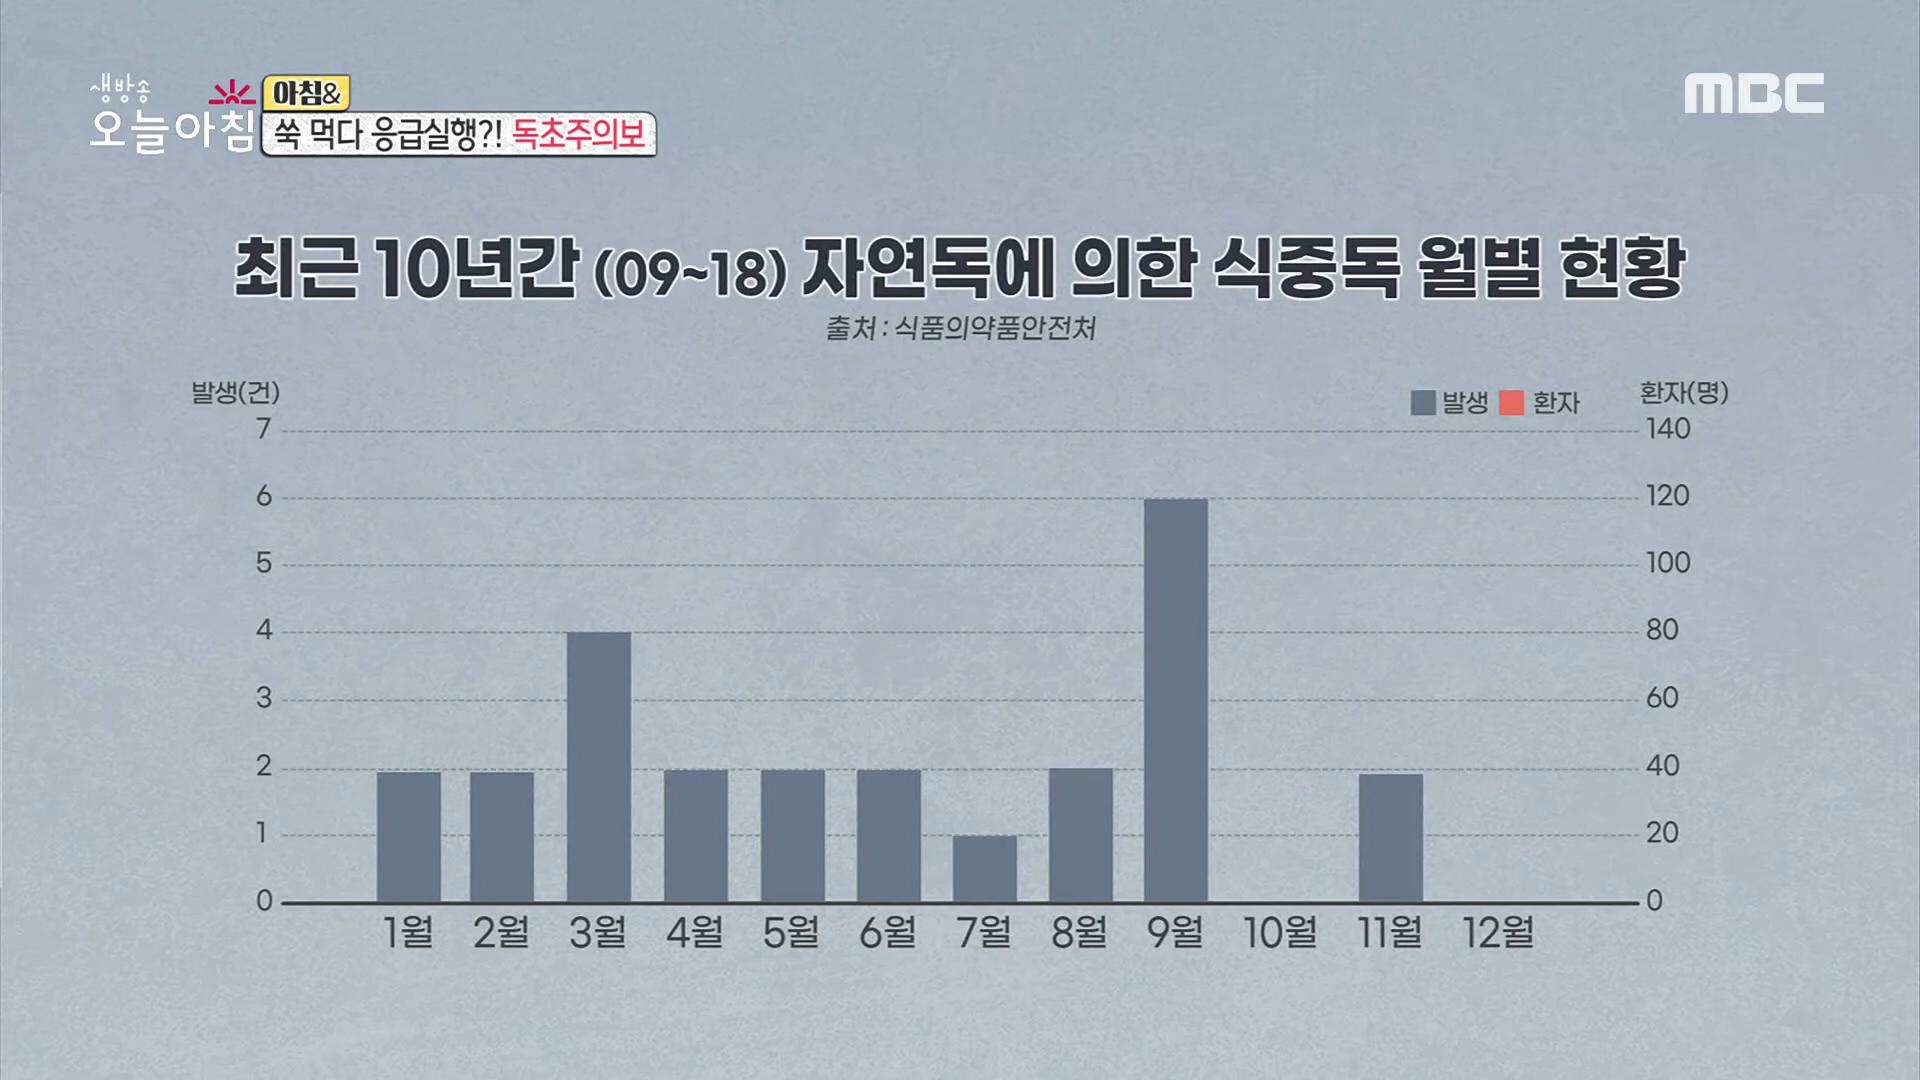 생방송
오늘아침
아침&
쑥 먹다 응급실행?! 독초주의보
MBC
최근 10년간 (09~18) 자연독에 의한 식중독 월별 현황
출처 : 식품의약품안전처
발생(건)
발생 환자
환자(명)
7 140
6 120
5 100
4 80
3 60
2 40
1 20
0 0
1월 2월 3월 4월 5월 6월 7월 8월 9월 10월 11월 12월